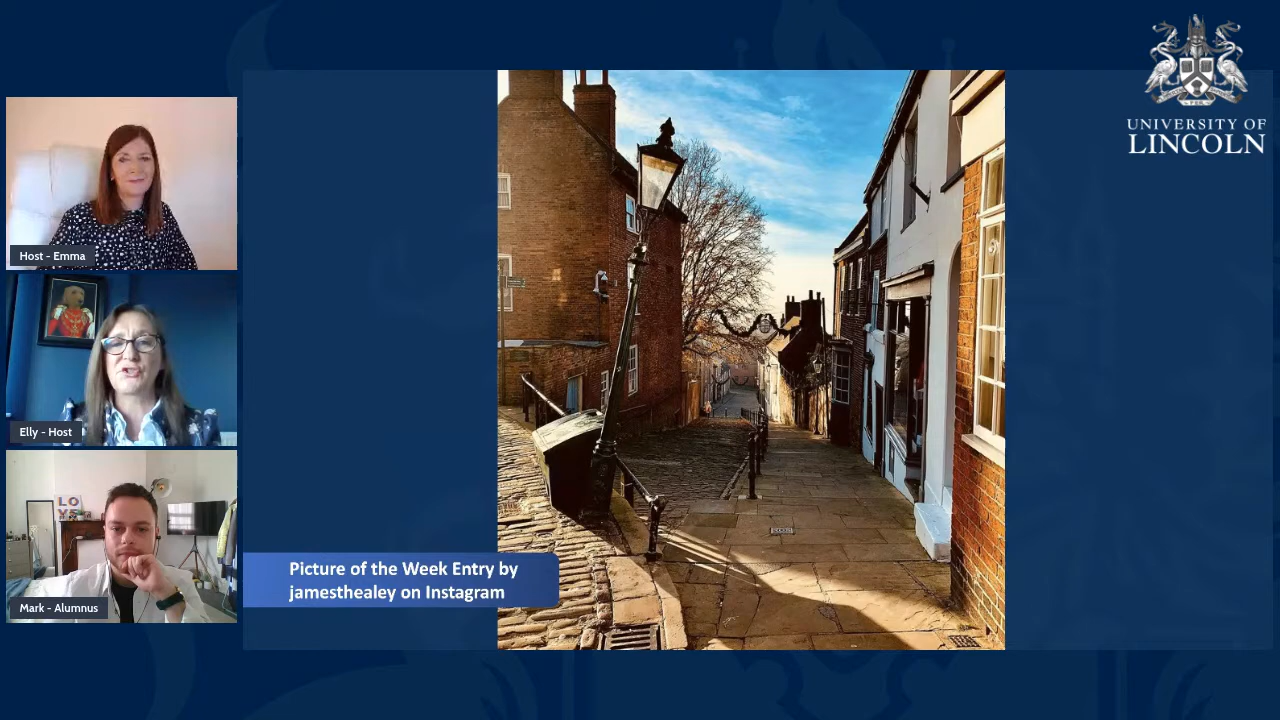 UNIVERSITY OF
LINCOLN
Host - Emma
Elly - Host
Mark - Alumnus
Picture of the Week Entry by
jamesthealey on Instagram